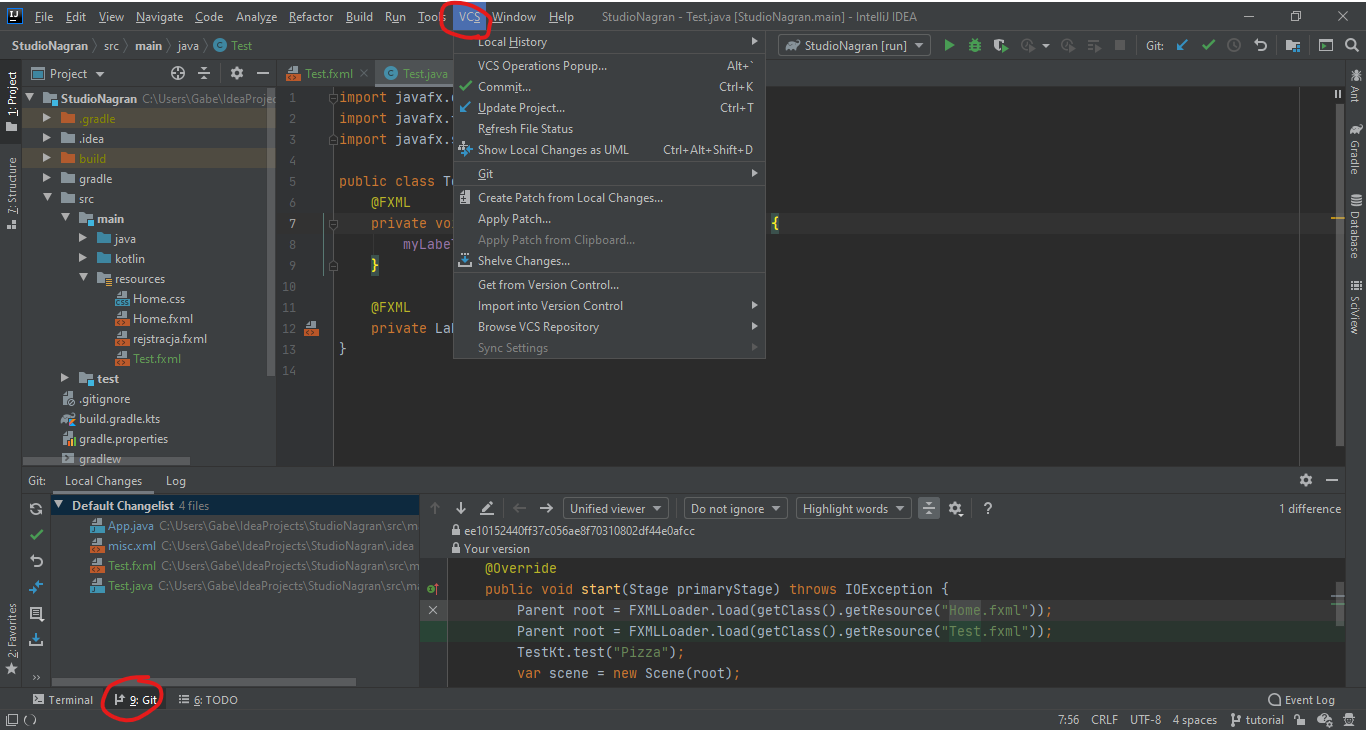 File Edit View Navigate Code Analyze Refactor Build Run Tools VCS Window Help StudioNagran - Test.java [StudioNagran.main] - IntelliJ IDEA
StudioNagran src main java Test StudioNagran [run] Git:
Project Test.fxml Test.java
StudioNagran C:\Users\Gabe\IdeaProjec
.gradle
.idea
build
gradle
src
main
java
kotlin
resources
Home.css
Home.fxml
rejstracja.fxml
Test.fxml
test
.gitignore
build.gradle.kts
gradle.properties
gradlew
1: Project
7: Structure
2: Favorites
1 import javafx.
2 import javafx.
3 import javafx.
4
5 public class
6 @FXML
7 private {
8 
9 }
10
11 @FXML
12 private
13 }
14
Local History
VCS Operations Popup... Alt+`
Commit... Ctrl+K
Update Project... Ctrl+T
Refresh File Status
Show Local Changes as UML Ctrl+Alt+Shift+D
Git
Create Patch from Local Changes...
Apply Patch...
Apply Patch from Clipboard...
Shelve Changes...
Get from Version Control...
Import into Version Control
Browse VCS Repository
Sync Settings
Ant
Gradle
Database
SciView
Git: Local Changes Log
Default Changelist 4 files
App.java C:\Users\Gabe\IdeaProjects\StudioNagran\src\m
misc.xml C:\Users\Gabe\IdeaProjects\StudioNagran\.idea
Test.fxml C:\Users\Gabe\IdeaProjects\StudioNagran\src\m
Test.java C:\Users\Gabe\IdeaProjects\StudioNagran\src\ma
Unified viewer Do not ignore Highlight words ? 1 difference
ee10152440ff37c056ae8f70310802df44e0afcc
Your version
@Override
public void start(Stage primaryStage) throws IOException {
Parent root = FXMLLoader.load(getClass().getResource("Home.fxml"));
Parent root = FXMLLoader.load(getClass().getResource("Test.fxml"));
TestKt.test("Pizza");
var scene = new Scene(root);
Terminal 9: Git 6: TODO Event Log
7:56 CRLF UTF-8 4 spaces tutorial